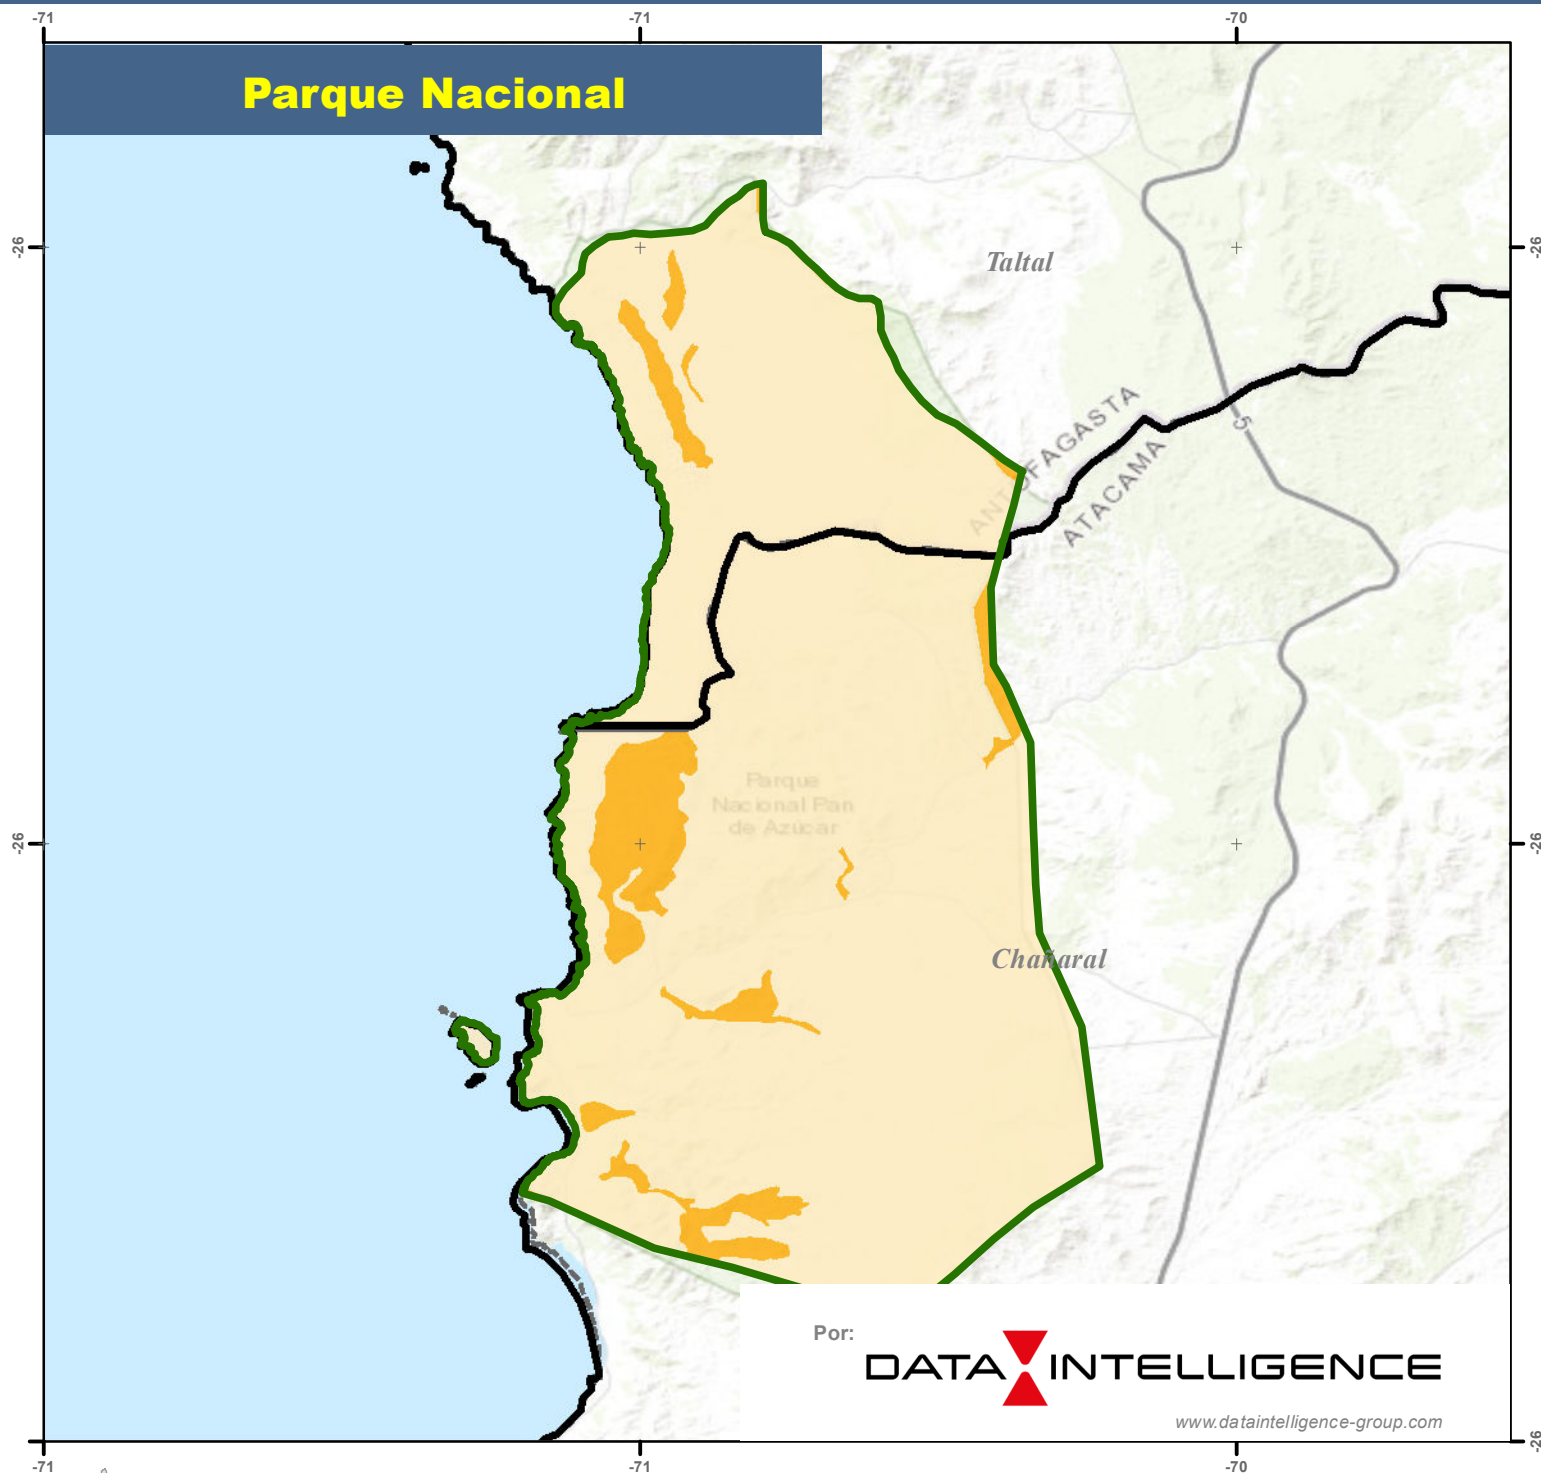 -71
-71
-70
Parque Nacional
-26
-26
Taltal
ANTOFAGASTA
ATACAMA
5
Parque
Nacional Pan
de Azucar
-26
-26
Chañaral
Por:
DATA INTELLIGENCE
www.dataintelligence-group.com
-26
-71
-71
-70